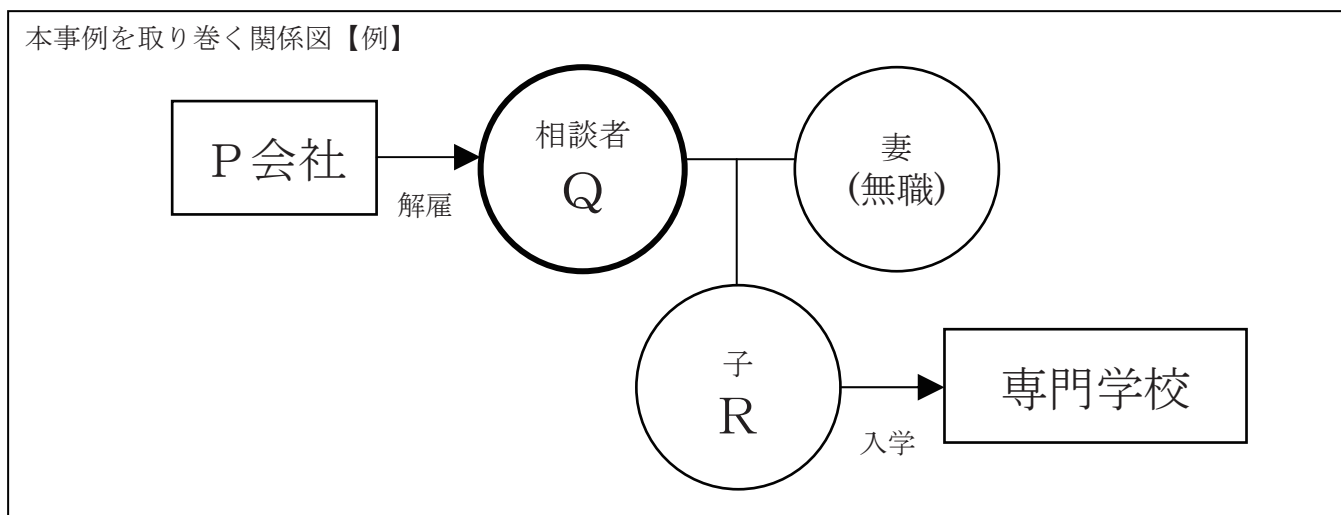 本事例を取り巻く関係図【例】
P会社
解雇
相談者
Q
妻
(無職)
子
R
入学
専門学校